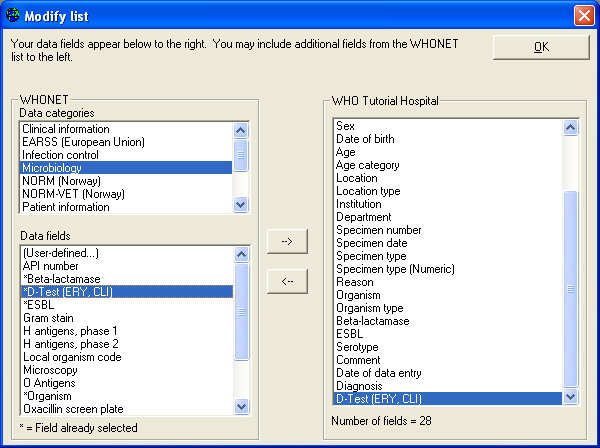 Modify list
Your data fields appear below to the right. You may include additional fields from the WHONET
list to the left.
OK
WHONET
Data categories
Clinical information
EARSS (European Union)
Infection control
Microbiology
NORM (Norway)
NORM-VET (Norway)
Patient information
Data fields
(User-defined...)
API number
*Beta-lactamase
*D-Test (ERY, CLI)
*ESBL
Gram stain
H antigens, phase 1
H antigens, phase 2
Local organism code
Microscopy
O Antigens
*Organism
Oxacillin screen plate
* = Field already selected
-->
<--
WHO Tutorial Hospital
Sex
Date of birth
Age
Age category
Location
Location type
Institution
Department
Specimen number
Specimen date
Specimen type
Specimen type (Numeric)
Reason
Organism
Organism type
Beta-lactamase
ESBL
Serotype
Comment
Date of data entry
Diagnosis
D-Test (ERY, CLI)
Number of fields = 28